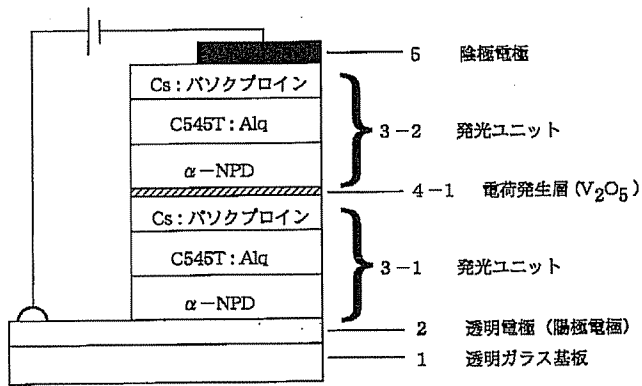 5 陰極電極
Cs：バソクプロイン
C545T：Alq
3－2 発光ユニット
α－NPD
4－1 電荷発生層 (V2O5)
Cs：バソクプロイン
C545T：Alq
3－1 発光ユニット
α－NPD
2 透明電極（陽極電極）
1 透明ガラス基板